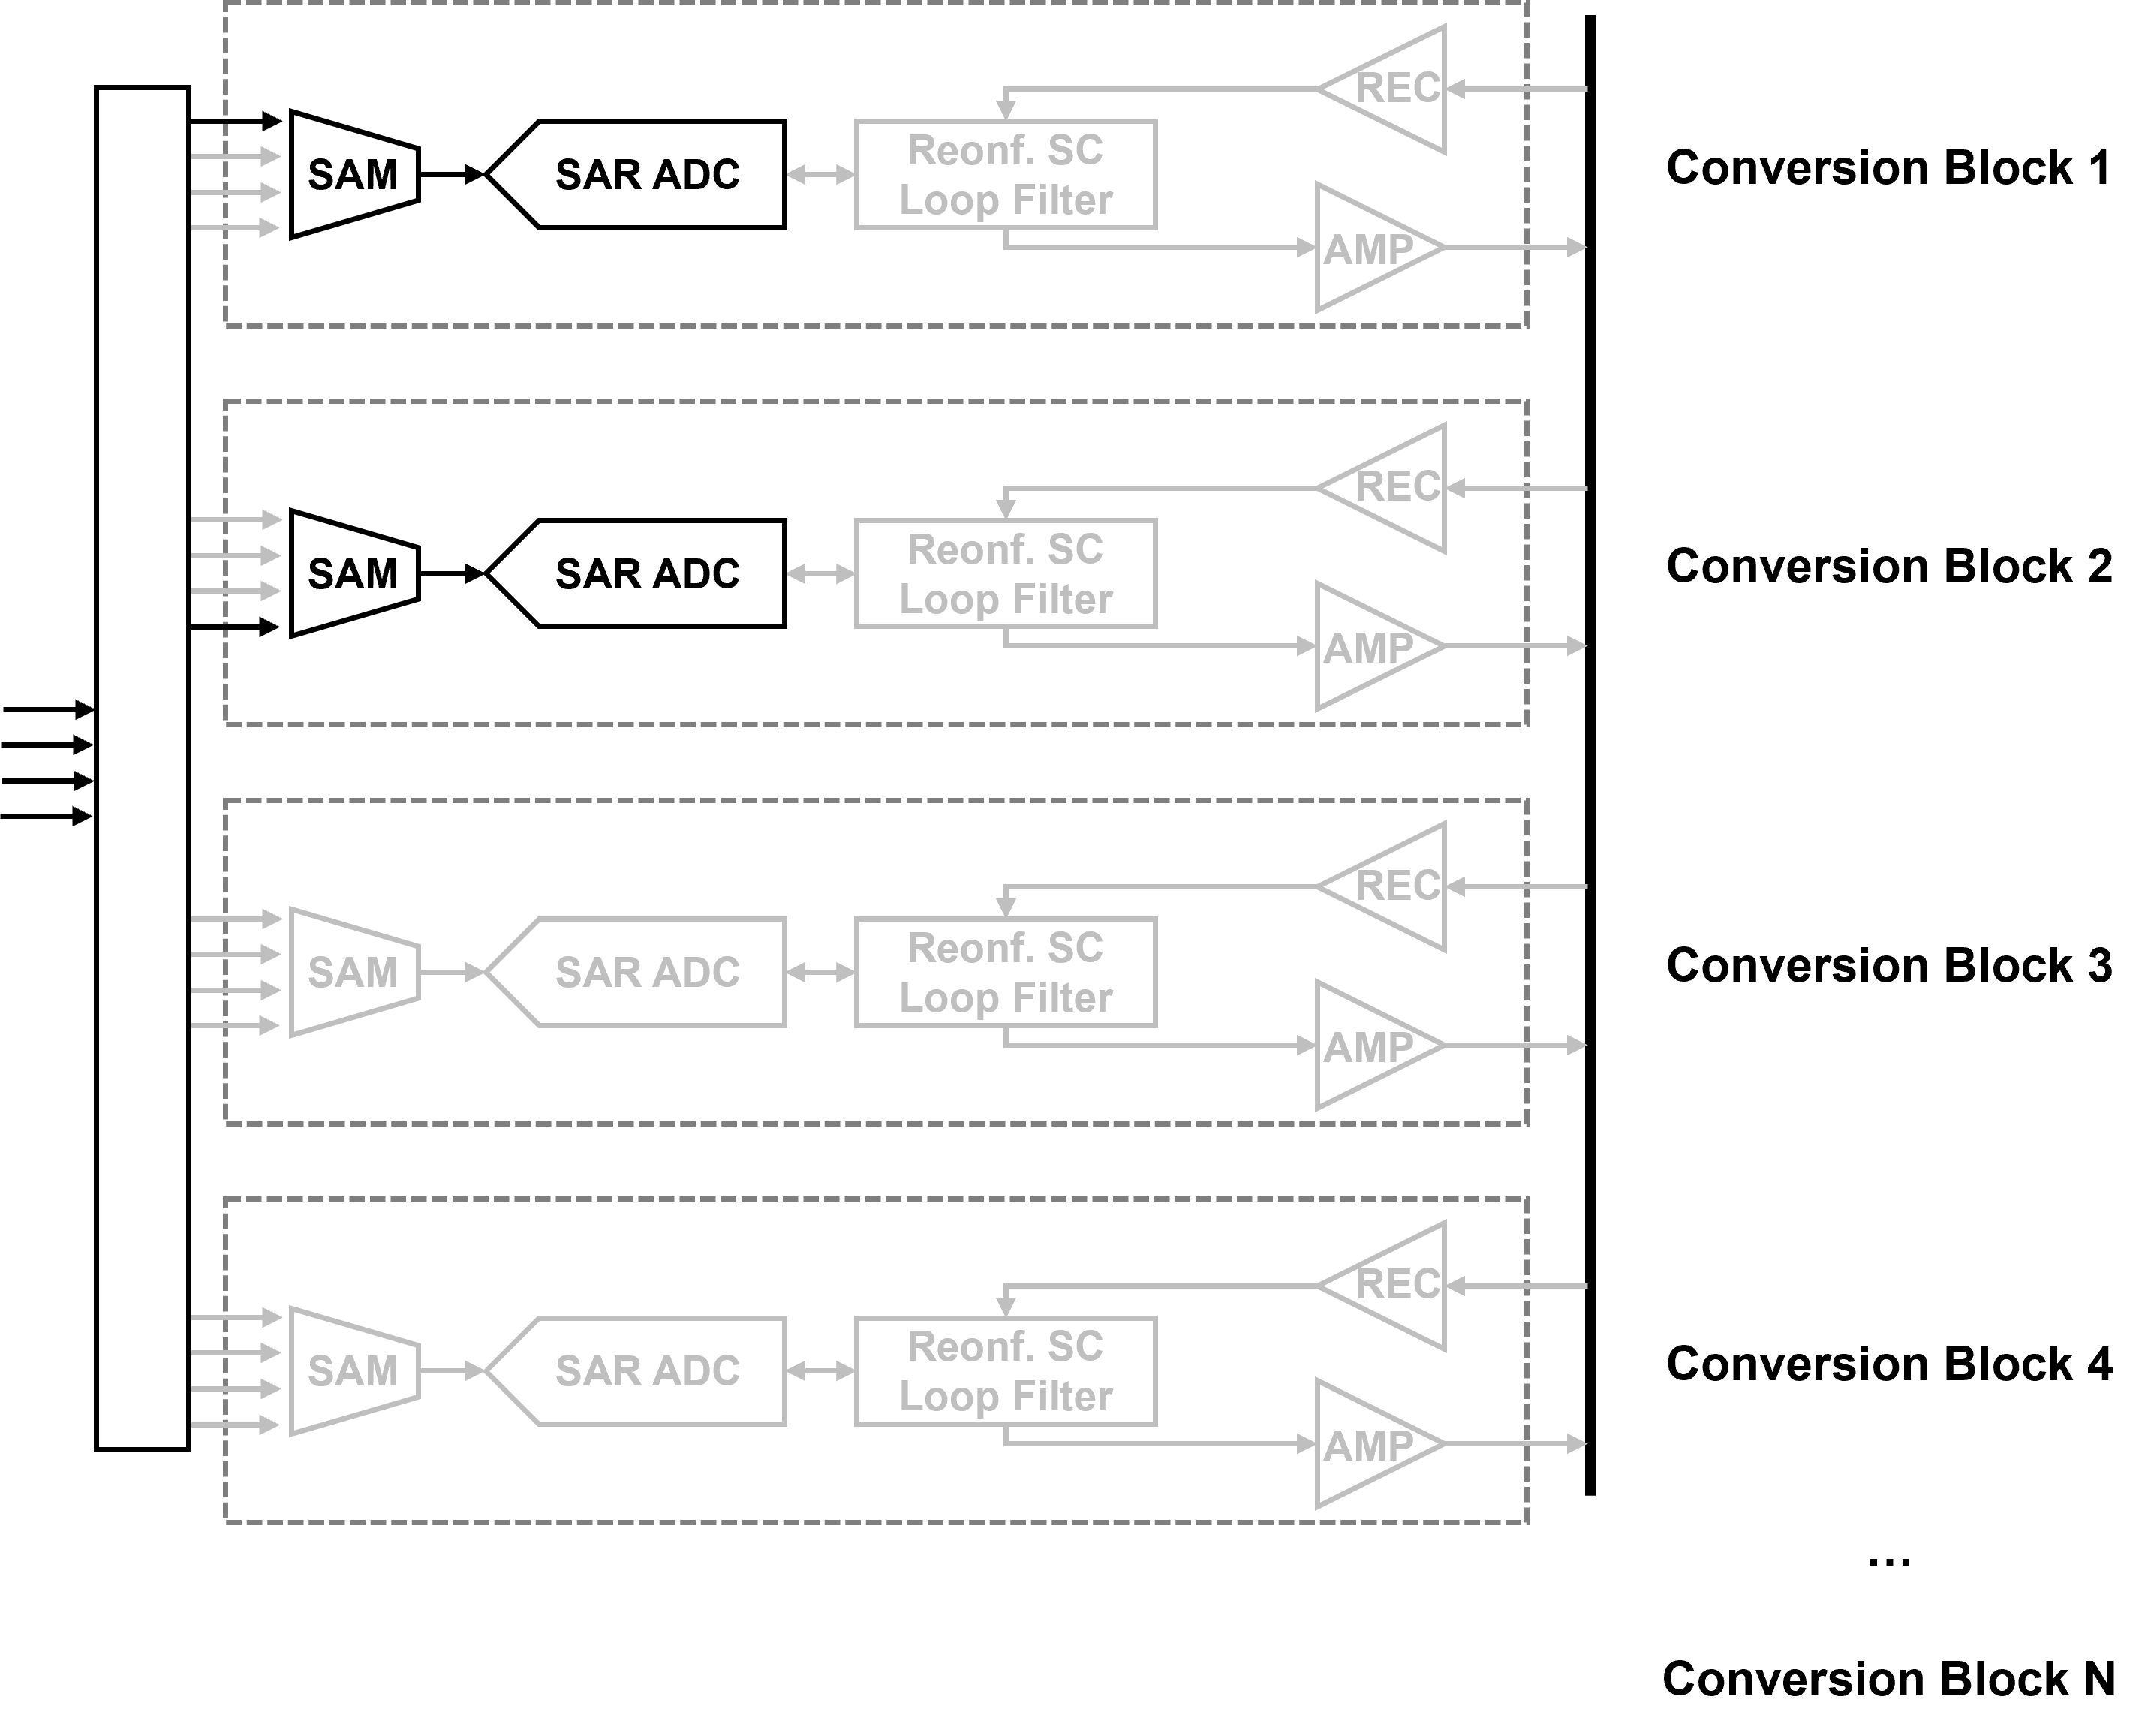 REC
SAM
SAR ADC
Reonf. SC
Loop Filter
AMP
Conversion Block 1
REC
SAM
SAR ADC
Reonf. SC
Loop Filter
AMP
Conversion Block 2
REC
SAM
SAR ADC
Reonf. SC
Loop Filter
AMP
Conversion Block 3
REC
SAM
SAR ADC
Reonf. SC
Loop Filter
AMP
Conversion Block 4
...
Conversion Block N